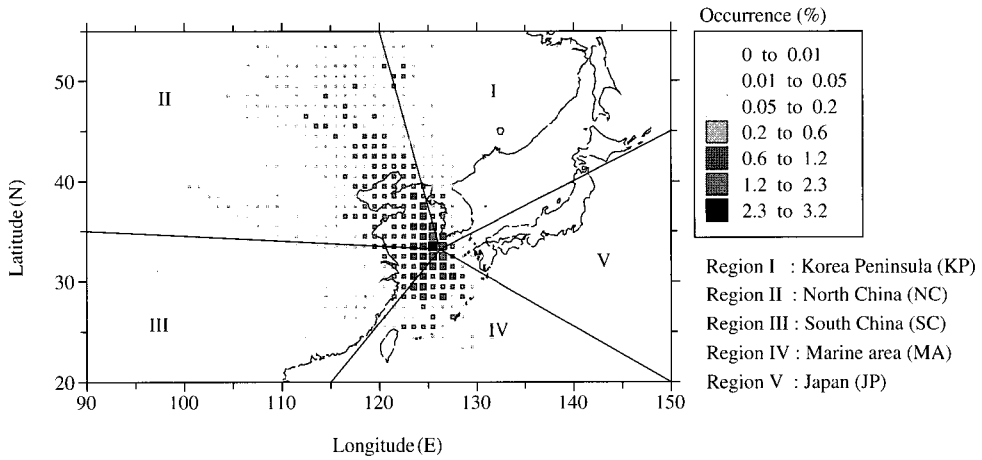 Occurrence (%)
0 to 0.01
0.01 to 0.05
0.05 to 0.2
0.2 to 0.6
0.6 to 1.2
1.2 to 2.3
2.3 to 3.2
Region I : Korea Peninsula (KP)
Region II : North China (NC)
Region III : South China (SC)
Region IV : Marine area (MA)
Region V : Japan (JP)
Latitude (N)
50
40
30
20
II
I
V
III
IV
90
100
110
120
130
140
150
Longitude (E)